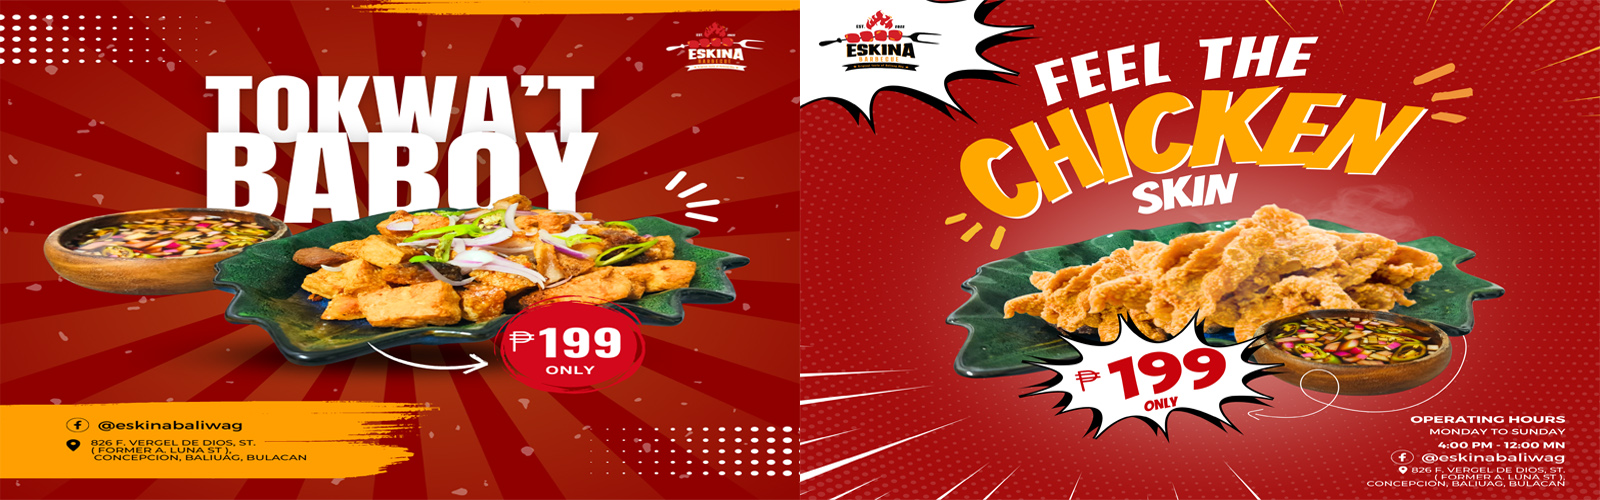 EST. 2022
ESKINA
BARBECUE
TOKWA'T
BABOY
₱199
ONLY
@eskinabaliwag
826 F. VERGEL DE DIOS, ST.
( FORMER A. LUNA ST ),
CONCEPCION, BALIUAG, BULACAN
EST. 2022
ESKINA
BARBECUE
FEEL THE
CHICKEN
SKIN
₱199
ONLY
OPERATING HOURS
MONDAY TO SUNDAY
4:00 PM - 12:00 MN
@eskinabaliwag
826 F. VERGEL DE DIOS, ST.
( FORMER A. LUNA ST ),
CONCEPCION, BALIUAG, BULACAN